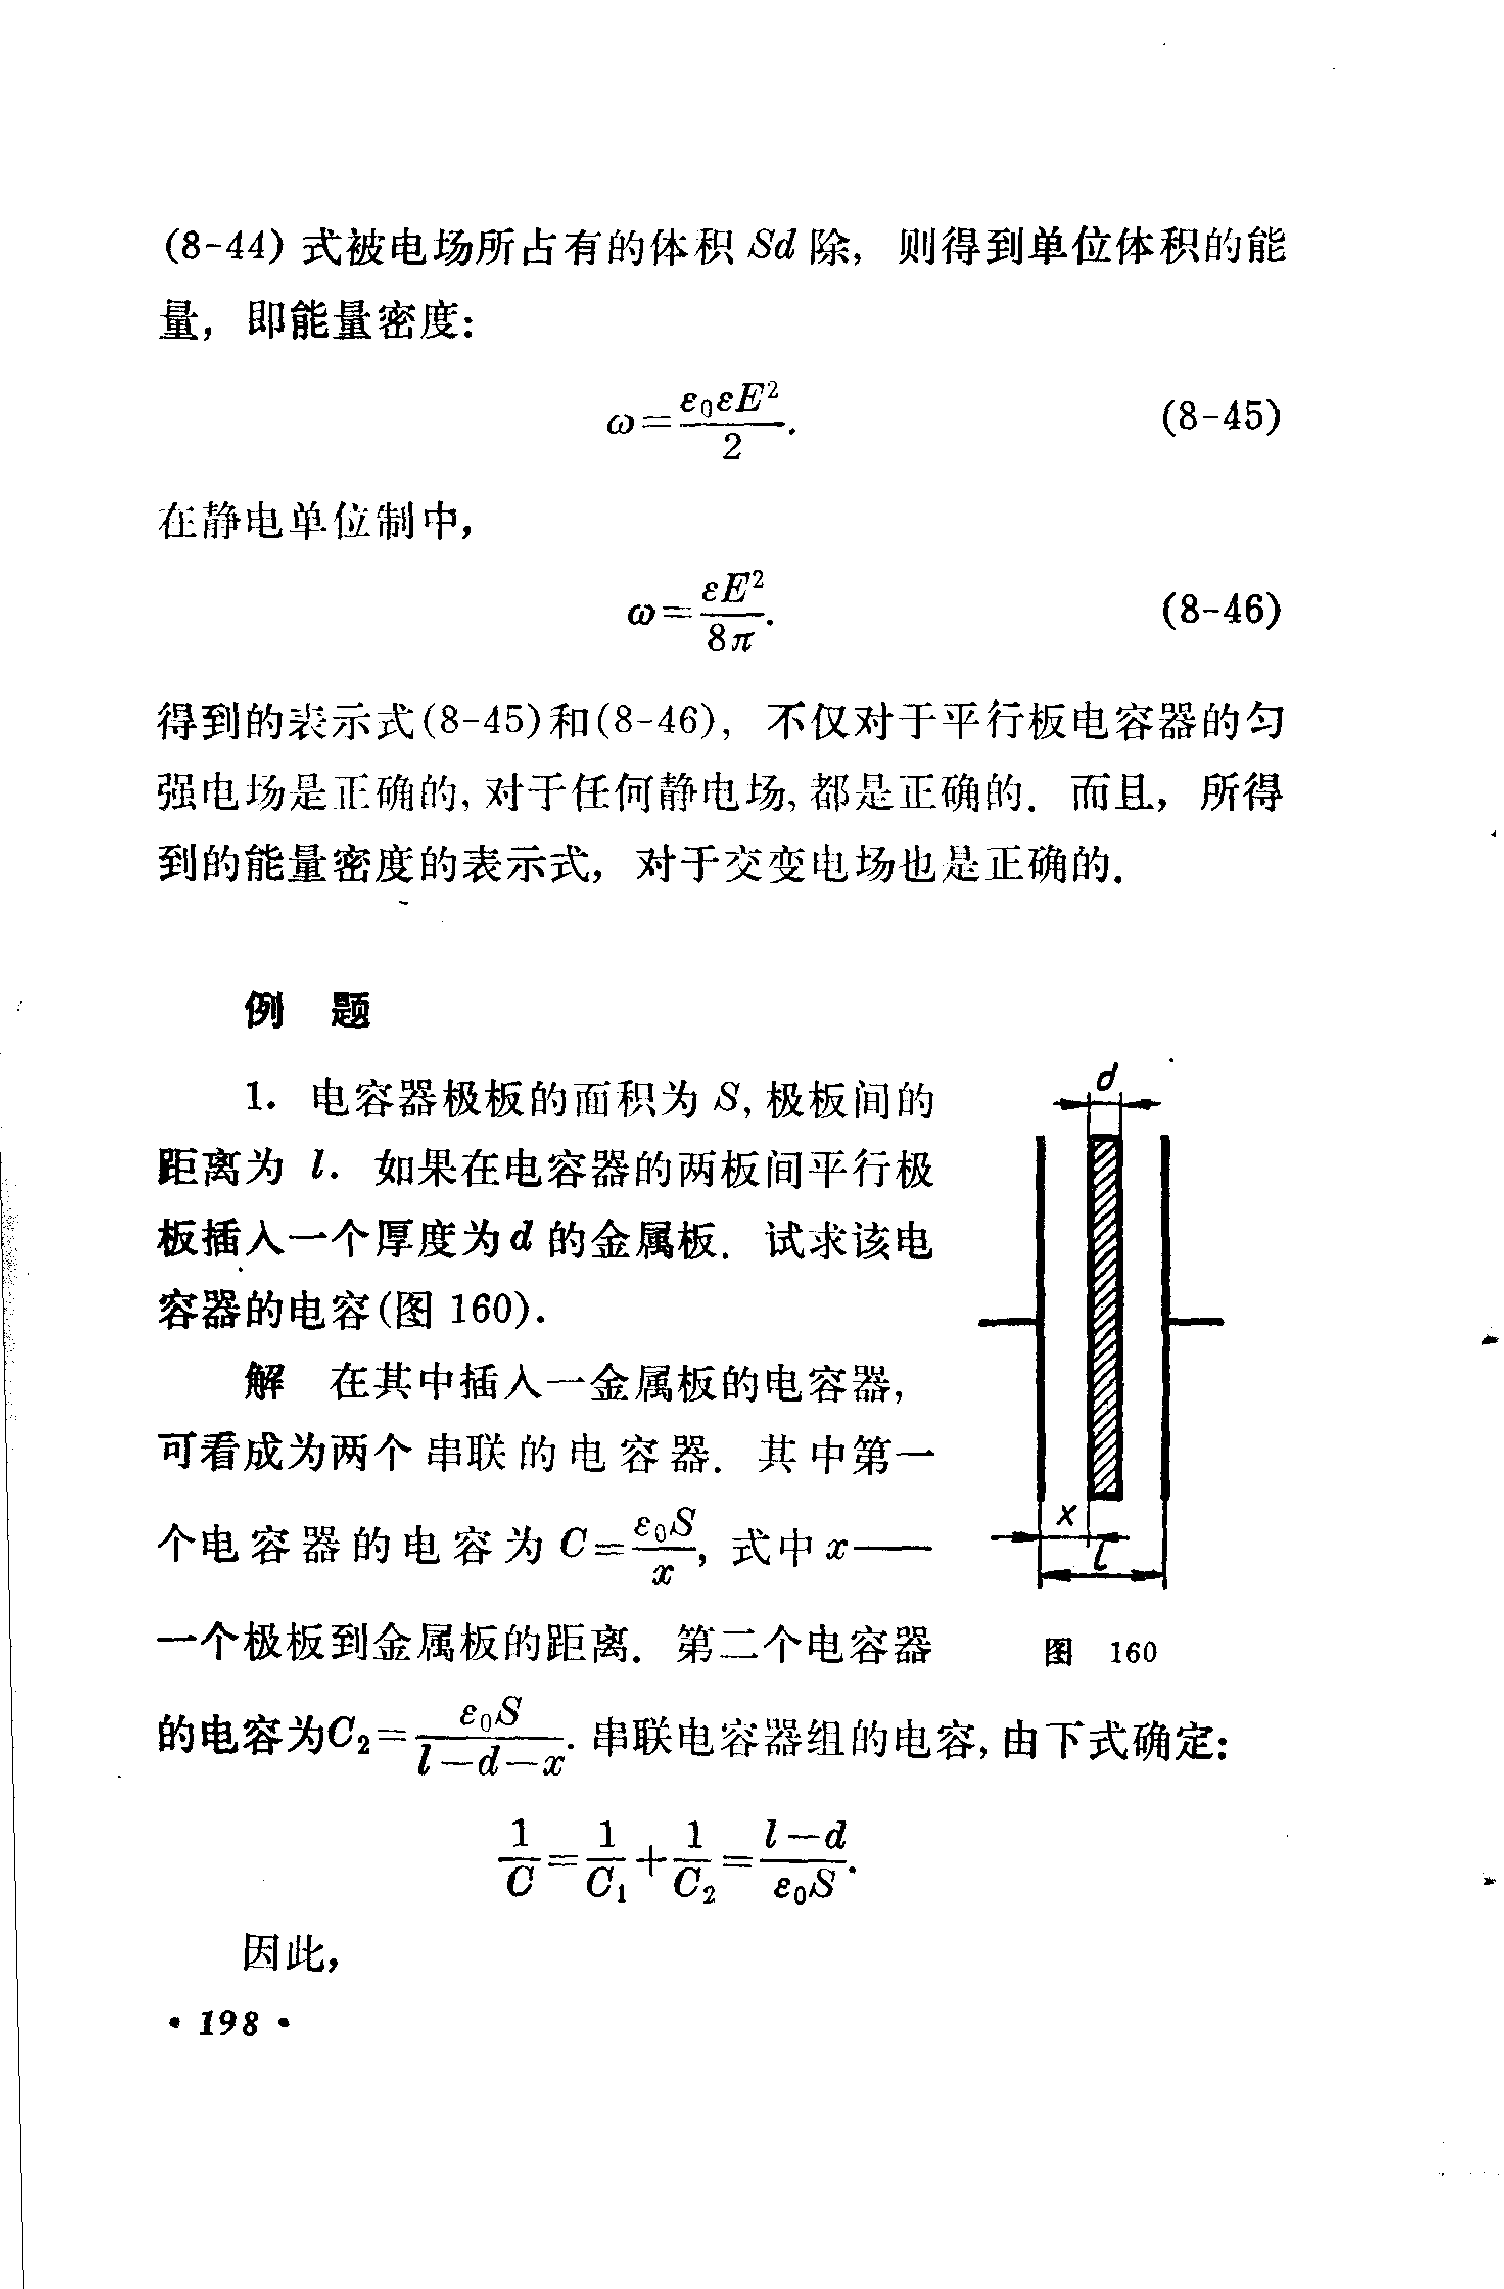 (8-44) 式被电场所占有的体积 Sd 除, 则得到单位体积的能
量, 即能量密度:
ω=ε₀εE²/2. (8-45)
在静电单位制中,
ω=εE²/8π. (8-46)
得到的表示式(8-45)和(8-46), 不仅对于平行板电容器的匀
强电场是正确的, 对于任何静电场, 都是正确的. 而且, 所得
到的能量密度的表示式, 对于交变电场也是正确的.
例 题
1. 电容器极板的面积为 S, 极板间的
距离为 l. 如果在电容器的两板间平行极
板插入一个厚度为 d 的金属板. 试求该电
容器的电容(图 160).
解 在其中插入一金属板的电容器,
可看成为两个串联的电容器. 其中第一
个电容器的电容为 C=ε₀S/x, 式中 x——
一个极板到金属板的距离. 第二个电容器
d
x
l
图 160
的电容为C₂=ε₀S/(l-d-x). 串联电容器组的电容, 由下式确定:
1/C=1/C₁+1/C₂=(l-d)/ε₀S.
因此,
• 198 •